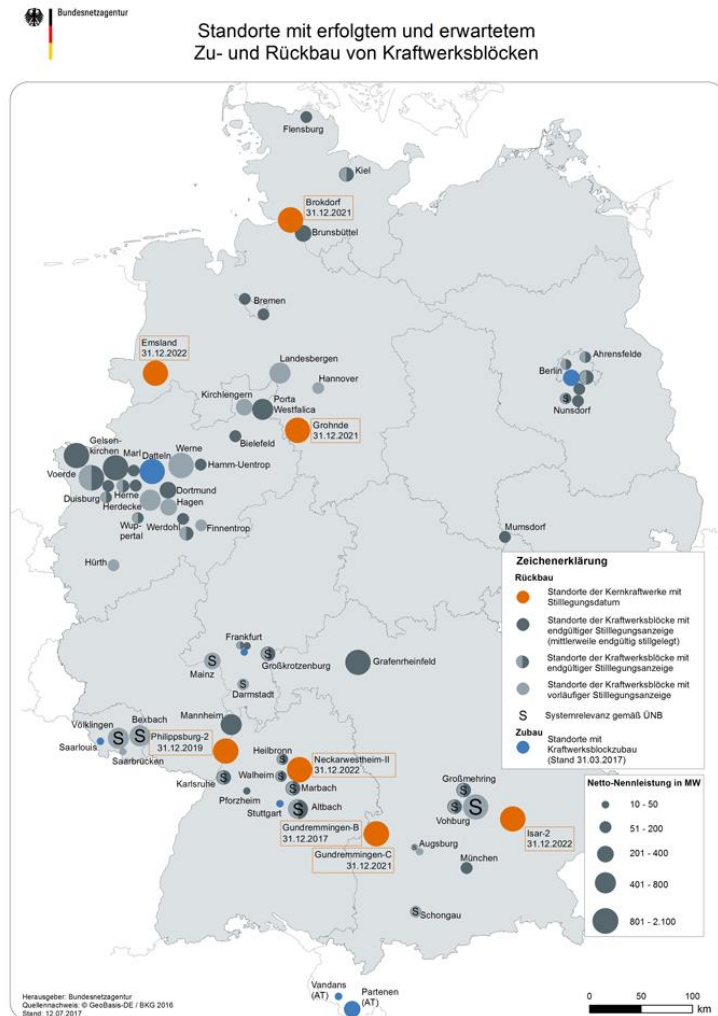 Bundesnetzagentur
Standorte mit erfolgtem und erwartetem
Zu- und Rückbau von Kraftwerksblöcken
Flensburg
Kiel
Brokdorf
31.12.2021
Brunsbüttel
Bremen
Emsland
31.12.2022
Landesbergen
Hannover
Ahrensfelde
Berlin
Nunsdorf
Kirchlengern
Porta
Westfalica
Grohnde
31.12.2021
Bielefeld
Gelsen-
kirchen
Marl
Datteln
Werne
Hamm-Uentrop
Voerde
Duisburg
Herne
Dortmund
Herdecke
Hagen
Wup-
pertal
Werdohl
Finnentrop
Hürth
Mumsdorf
Frankfurt
Großkrotzenburg
Mainz
S
S
Darmstadt
S
Grafenrheinfeld
Mannheim
Völklingen
Bexbach
S
S
Saarlouis
Saarbrücken
Philippsburg-2
31.12.2019
Heilbronn
S
Neckarwestheim-II
31.12.2022
Karlsruhe
S
Walheim
S
Marbach
S
Pforzheim
Stuttgart
Altbach
S
Gundremmingen-B
31.12.2017
Gundremmingen-C
31.12.2021
Großmehring
S
Vohburg
S
S
Isar-2
31.12.2022
Augsburg
München
Schongau
S
Vandans
(AT)
Partenen
(AT)
Zeichenerklärung
Rückbau
Standorte der Kernkraftwerke mit
Stilllegungsdatum
Standorte der Kraftwerksblöcke mit
endgültiger Stilllegungsanzeige
(mittlerweile endgültig stillgelegt)
Standorte der Kraftwerksblöcke mit
endgültiger Stilllegungsanzeige
Standorte der Kraftwerksblöcke mit
vorläufiger Stilllegungsanzeige
S Systemrelevanz gemäß ÜNB
Zubau
Standorte mit
Kraftwerksblockzubau
(Stand 31.03.2017)
Netto-Nennleistung in MW
10 - 50
51 - 200
201 - 400
401 - 800
801 - 2.100
Herausgeber: Bundesnetzagentur
Quellennachweis: © GeoBasis-DE / BKG 2016
Stand: 12.07.2017
0 50 100
km